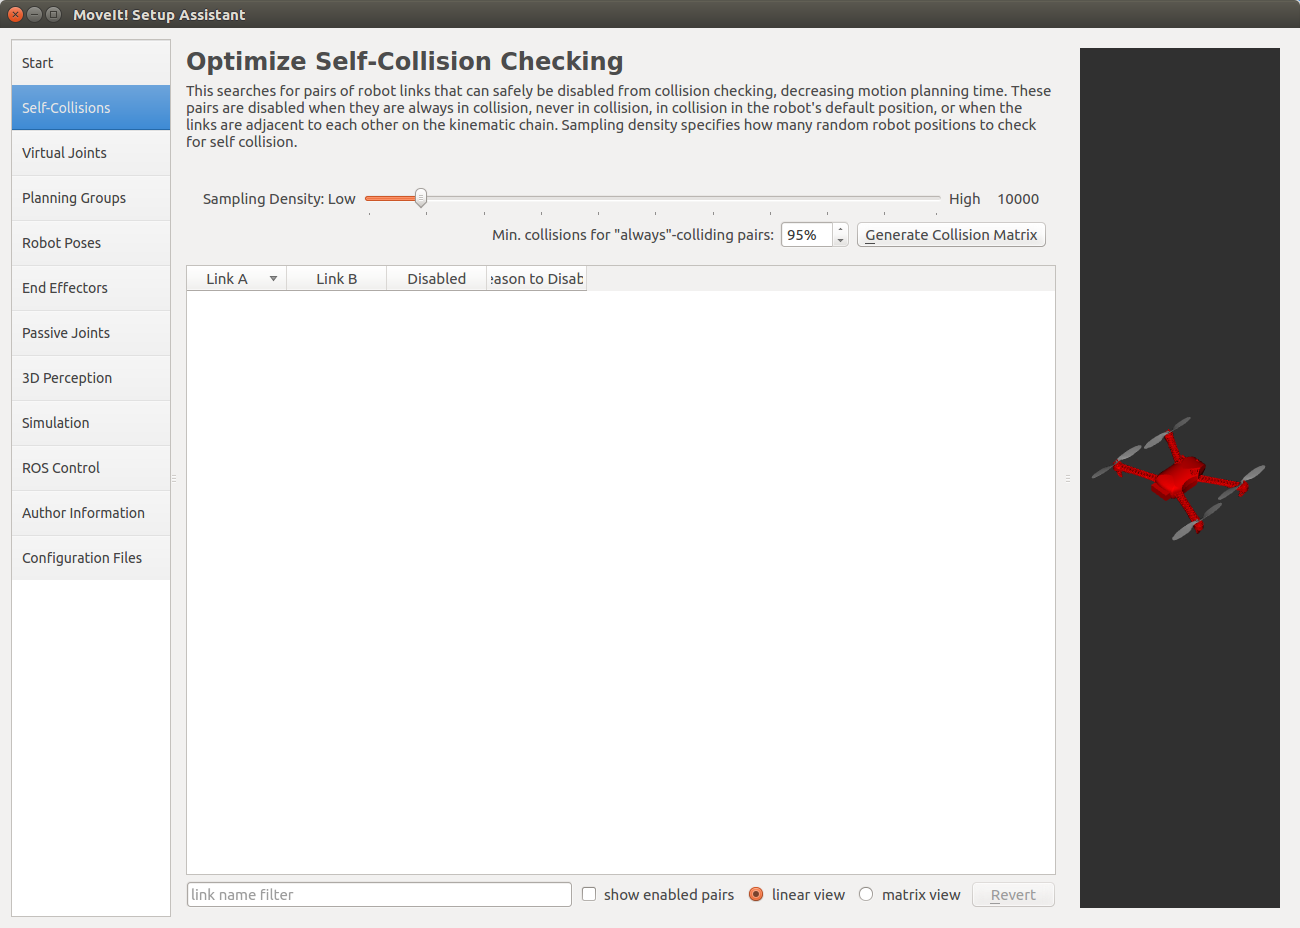 MoveIt! Setup Assistant
Start
Self-Collisions
Virtual Joints
Planning Groups
Robot Poses
End Effectors
Passive Joints
3D Perception
Simulation
ROS Control
Author Information
Configuration Files
Optimize Self-Collision Checking
This searches for pairs of robot links that can safely be disabled from collision checking, decreasing motion planning time. These
pairs are disabled when they are always in collision, never in collision, in collision in the robot's default position, or when the
links are adjacent to each other on the kinematic chain. Sampling density specifies how many random robot positions to check
for self collision.
Sampling Density: Low High 10000
Min. collisions for "always"-colliding pairs: 95% Generate Collision Matrix
Link A Link B Disabled eason to Disab
link name filter show enabled pairs linear view matrix view Revert